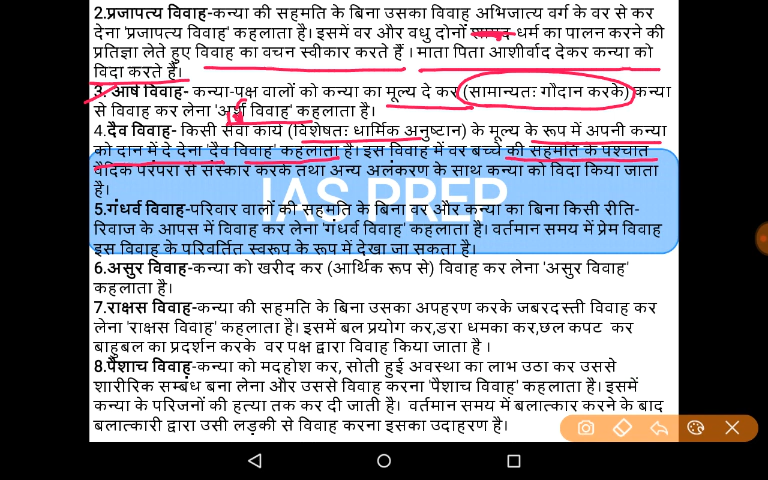 2.प्रजापत्य विवाह-कन्या की सहमति के बिना उसका विवाह अभिजात्य वर्ग के वर से कर
देना 'प्रजापत्य विवाह' कहलाता है। इसमें वर और वधु दोनों धर्म का पालन करने की
प्रतिज्ञा लेते हुए विवाह का वचन स्वीकार करते हैं । माता पिता आशीर्वाद देकर कन्या को
विदा करते हैं।
3. आर्ष विवाह- कन्या-पक्ष वालों को कन्या का मूल्य दे कर (सामान्यतः गौदान करके) कन्या
से विवाह कर लेना 'अर्श विवाह' कहलाता है।
4.दैव विवाह- किसी सेवा कार्य (विशेषतः धार्मिक अनुष्टान) के मूल्य के रूप में अपनी कन्या
को दान में दे देना 'दैव विवाह' कहलाता है। इस विवाह में वर बच्चे की सहमति के पश्चात
वैदिक परंपरा से संस्कार करके तथा अन्य अलंकरण के साथ कन्या को विदा किया जाता
है।
IAS PREP
5.गंधर्व विवाह-परिवार वालों की सहमति के बिना वर और कन्या का बिना किसी रीति-
रिवाज के आपस में विवाह कर लेना 'गंधर्व विवाह' कहलाता है। वर्तमान समय में प्रेम विवाह
इस विवाह के परिवर्तित स्वरूप के रूप में देखा जा सकता है।
6.असुर विवाह-कन्या को खरीद कर (आर्थिक रूप से) विवाह कर लेना 'असुर विवाह'
कहलाता है।
7.राक्षस विवाह-कन्या की सहमति के बिना उसका अपहरण करके जबरदस्ती विवाह कर
लेना 'राक्षस विवाह' कहलाता है। इसमें बल प्रयोग कर,डरा धमका कर,छल कपट कर
बाहुबल का प्रदर्शन करके वर पक्ष द्वारा विवाह किया जाता है ।
8.पैशाच विवाह-कन्या को मदहोश कर, सोती हुई अवस्था का लाभ उठा कर उससे
शारीरिक सम्बंध बना लेना और उससे विवाह करना 'पैशाच विवाह' कहलाता है। इसमें
कन्या के परिजनों की हत्या तक कर दी जाती है। वर्तमान समय में बलात्कार करने के बाद
बलात्कारी द्वारा उसी लड़की से विवाह करना इसका उदाहरण है।